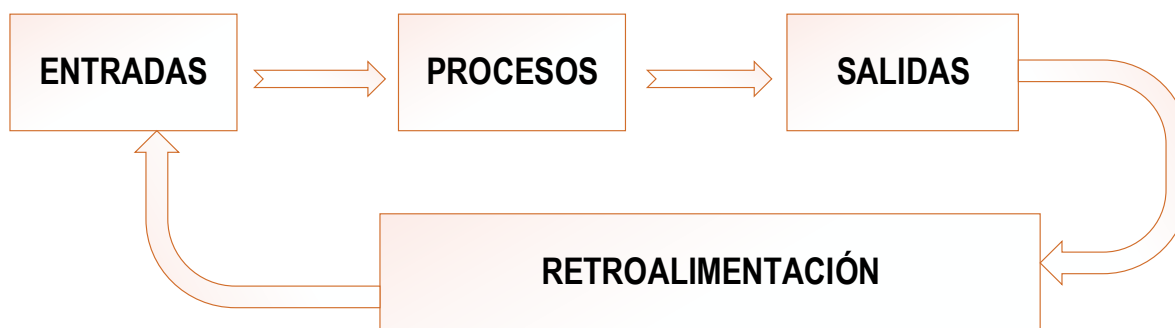 ENTRADAS
PROCESOS
SALIDAS
RETROALIMENTACIÓN